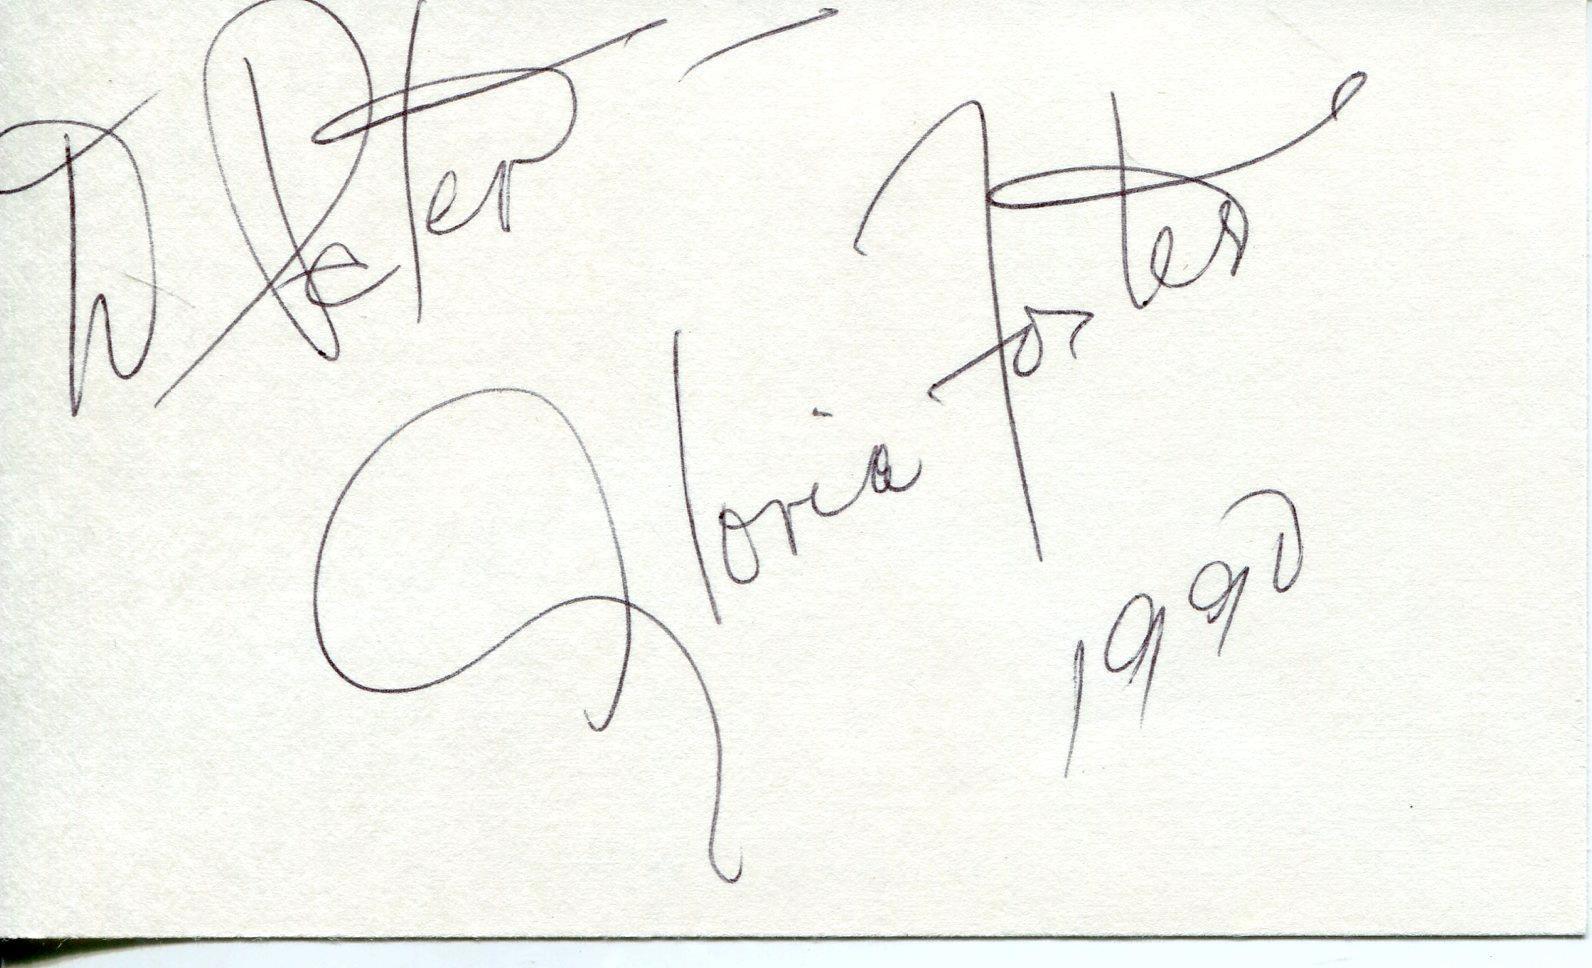 To Peter —
Gloria Foster
1990